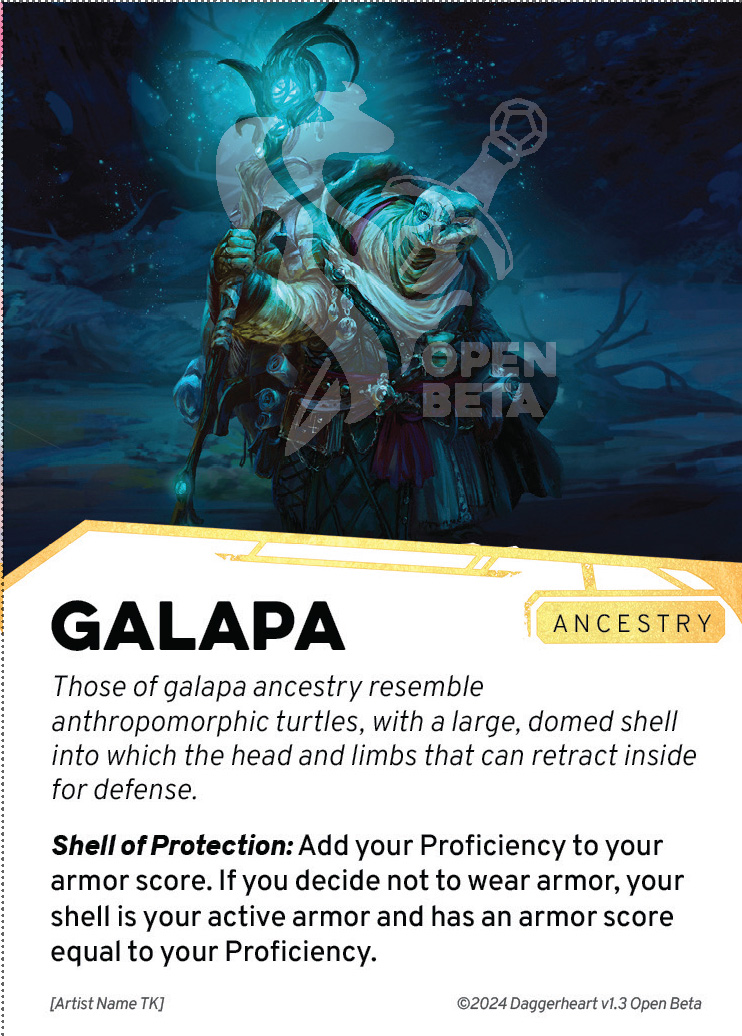 OPEN
BETA
GALAPA
ANCESTRY
Those of galapa ancestry resemble
anthropomorphic turtles, with a large, domed shell
into which the head and limbs that can retract inside
for defense.
Shell of Protection: Add your Proficiency to your
armor score. If you decide not to wear armor, your
shell is your active armor and has an armor score
equal to your Proficiency.
[Artist Name TK]
©2024 Daggerheart v1.3 Open Beta